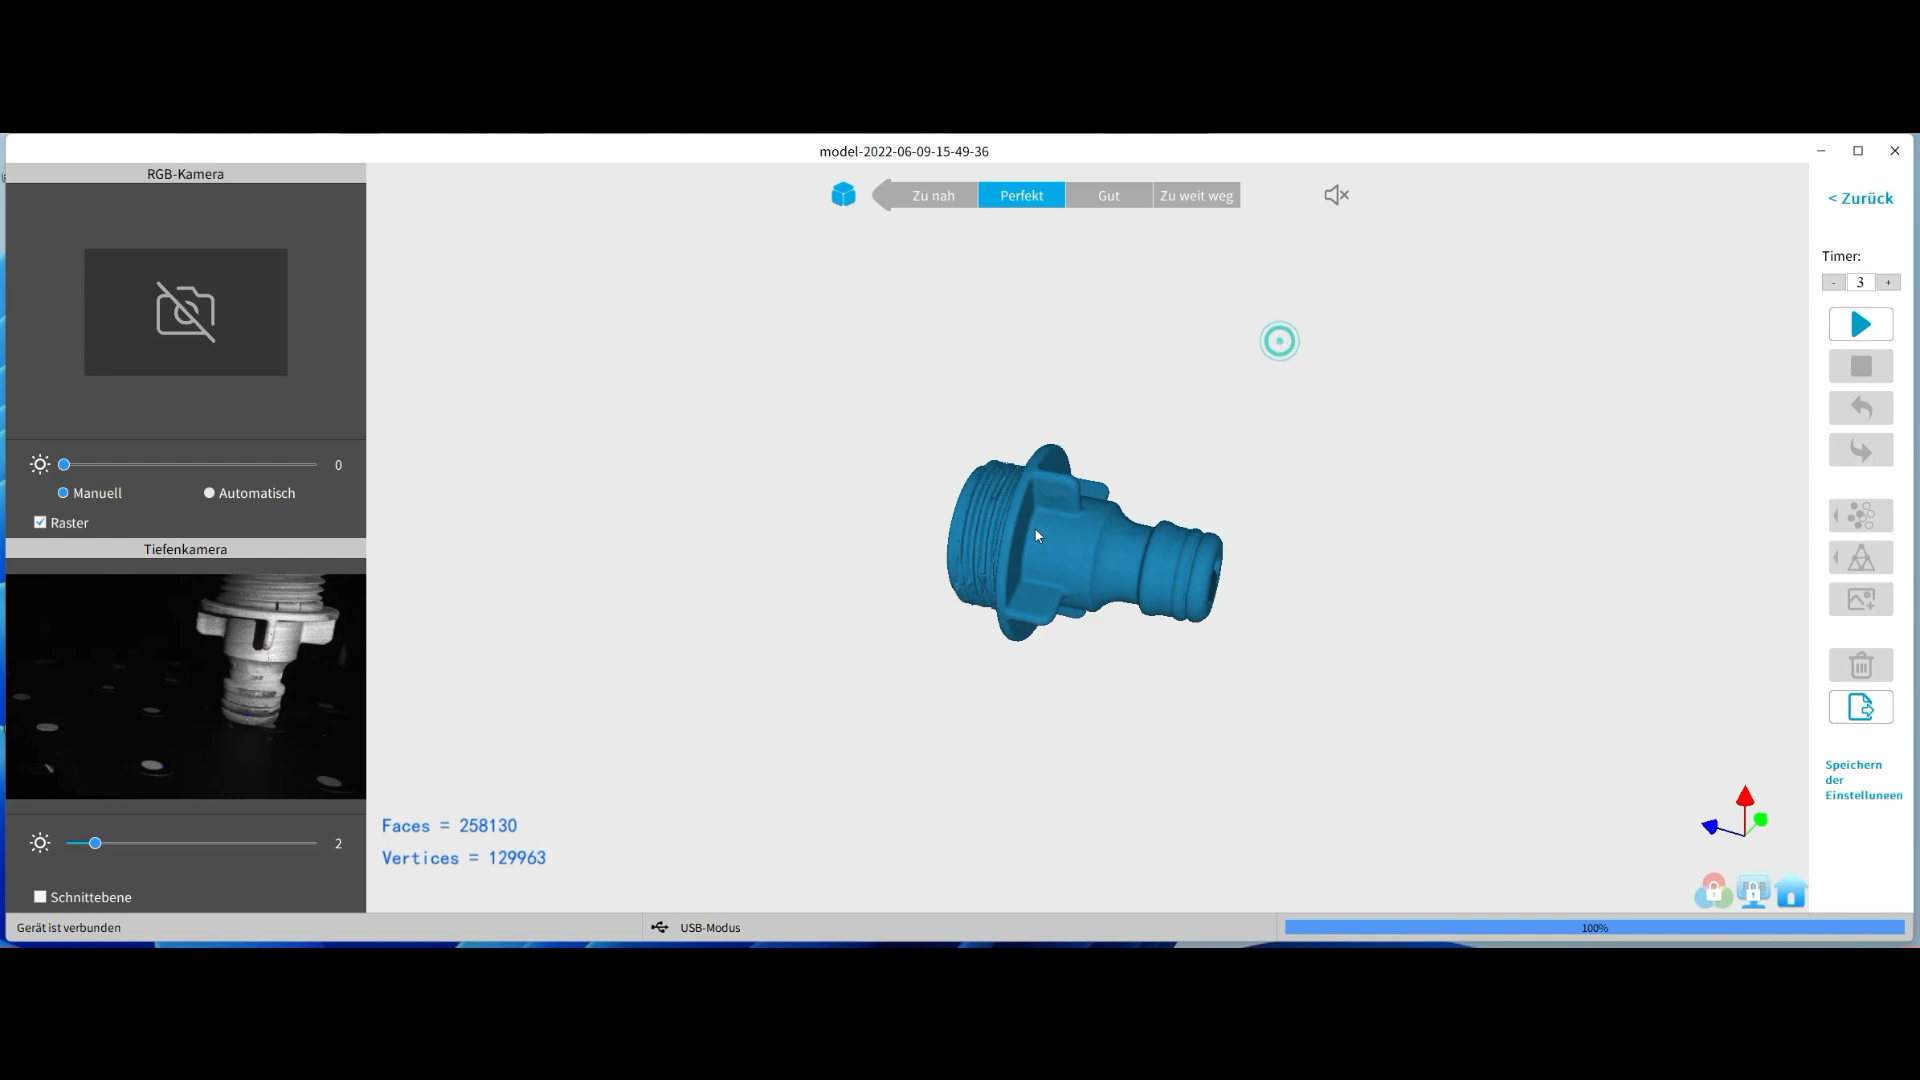 model-2022-06-09-15-49-36
RGB-Kamera
Zu nah
Perfekt
Gut
Zu weit weg
< Zurück
Timer:
- 3 +
0
Manuell
Automatisch
Raster
Tiefenkamera
2
Schnittebene
Faces = 258130
Vertices = 129963
Speichern
der
Einstellungen
Gerät ist verbunden
USB-Modus
100%